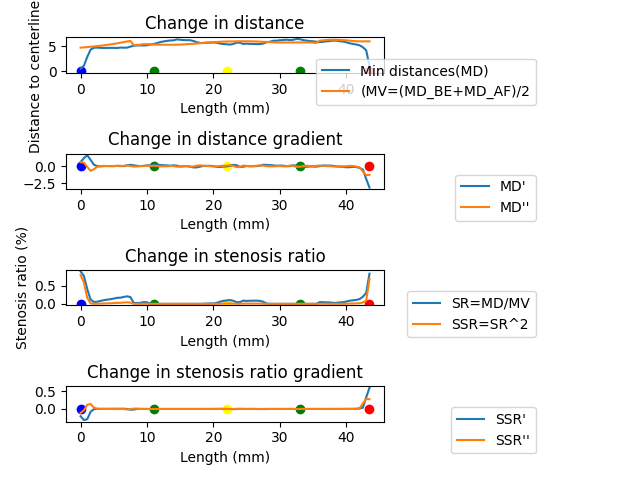 Change in distance
Distance to centerline
5
0
0
10
20
30
40
Length (mm)
Min distances(MD)
(MV=(MD_BE+MD_AF)/2
Change in distance gradient
0.0
−2.5
0
10
20
30
40
Length (mm)
MD'
MD''
Change in stenosis ratio
Stenosis ratio (%)
0.5
0.0
0
10
20
30
40
Length (mm)
SR=MD/MV
SSR=SR^2
Change in stenosis ratio gradient
0.5
0.0
0
10
20
30
40
Length (mm)
SSR'
SSR''